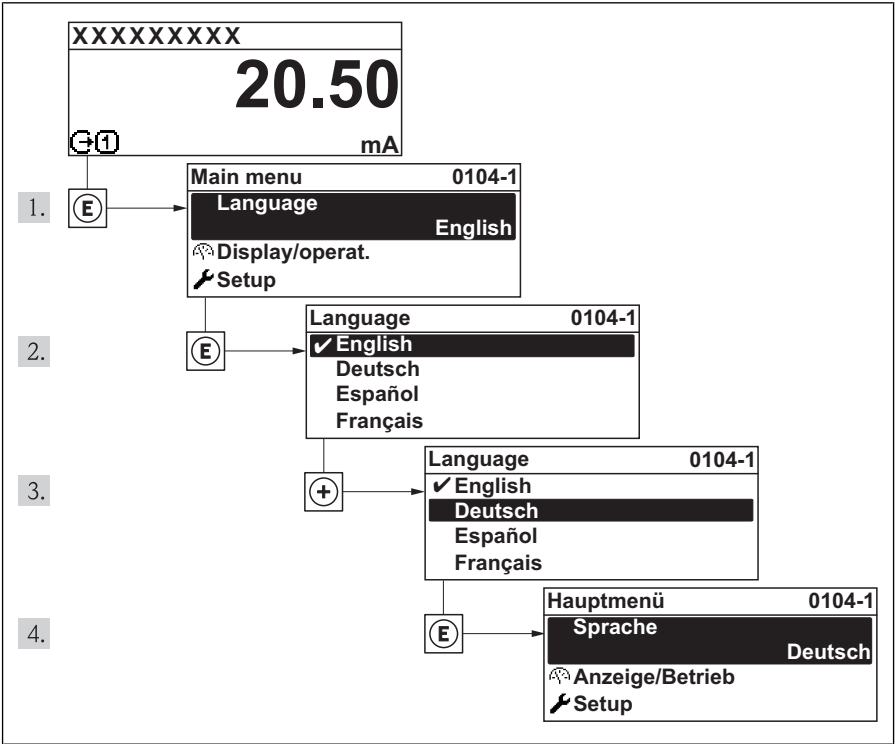 XXXXXXXXX
20.50
1 mA
1. E
Main menu 0104-1
Language
English
Display/operat.
Setup
2. E
Language 0104-1
✔ English
Deutsch
Español
Français
3. +
Language 0104-1
✔ English
Deutsch
Español
Français
4. E
Hauptmenü 0104-1
Sprache
Deutsch
Anzeige/Betrieb
Setup